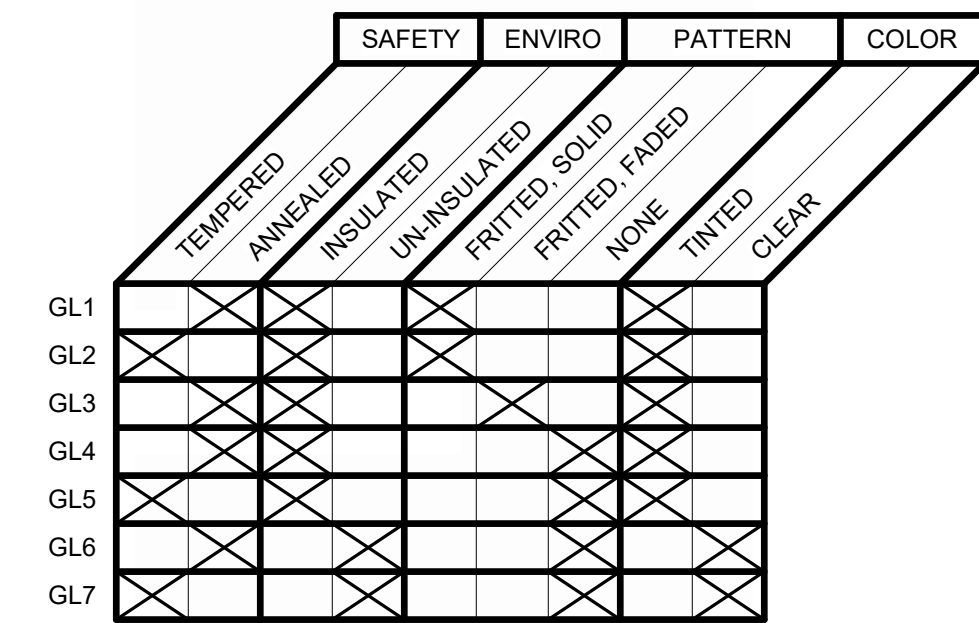 SAFETY ENVIRO PATTERN COLOR
TEMPERED
ANNEALED
INSULATED
UN-INSULATED
FRITTED, SOLID
FRITTED, FADED
NONE
TINTED
CLEAR
GL1
GL2
GL3
GL4
GL5
GL6
GL7